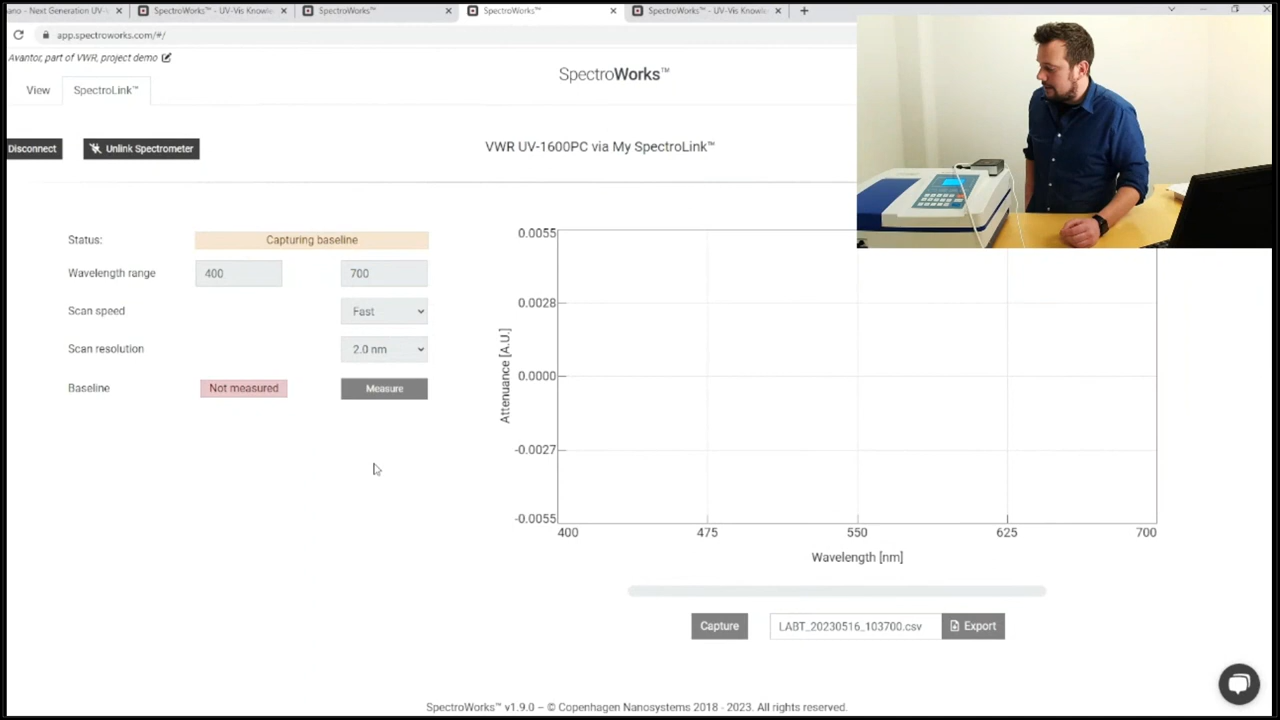 ano - Next Generation UV-V
SpectroWorks™ - UV-Vis Knowle
SpectroWorks™
SpectroWorks™
SpectroWorks™ - UV-Vis Knowle
app.spectroworks.com/#/
Avantor, part of VWR, project demo
SpectroWorks™
View
SpectroLink™
Disconnect
Unlink Spectrometer
VWR UV-1600PC via My SpectroLink™
Status:
Capturing baseline
Wavelength range
400
700
Scan speed
Fast
Scan resolution
2.0 nm
Baseline
Not measured
Measure
0.0055
0.0028
0.0000
-0.0027
-0.0055
Attenuance [A.U.]
400
475
550
625
700
Wavelength [nm]
Capture
LABT_20230516_103700.csv
Export
SpectroWorks™ v1.9.0 – © Copenhagen Nanosystems 2018 - 2023. All rights reserved.